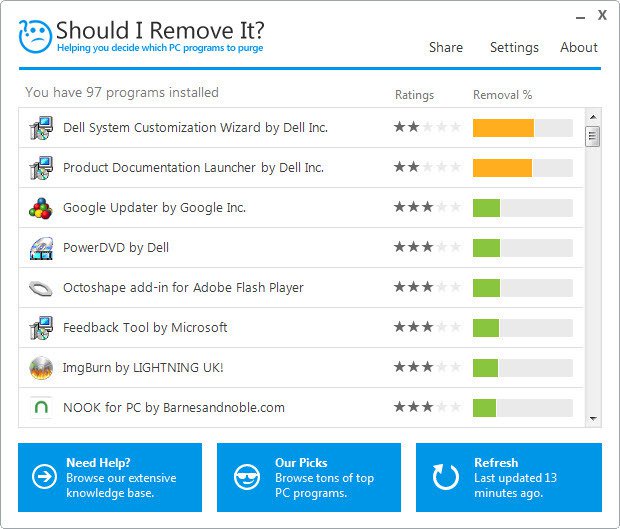 X
Should I Remove It?
Helping you decide which PC programs to purge
Share Settings About
You have 97 programs installed Ratings Removal %
Dell System Customization Wizard by Dell Inc.
Product Documentation Launcher by Dell Inc.
Google Updater by Google Inc.
PowerDVD by Dell
Octoshape add-in for Adobe Flash Player
Feedback Tool by Microsoft
ImgBurn by LIGHTNING UK!
NOOK for PC by Barnesandnoble.com
Need Help?
Browse our extensive
knowledge base.
Our Picks
Browse tons of top
PC programs.
Refresh
Last updated 13
minutes ago.